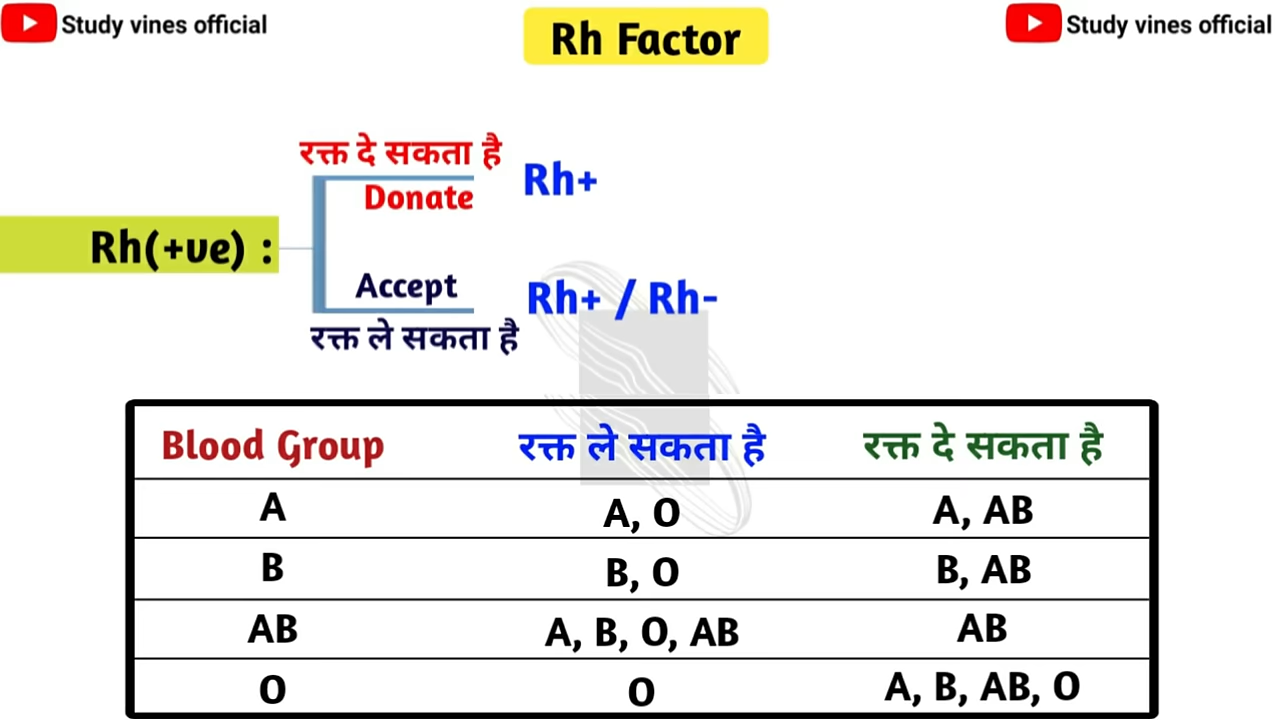 Study vines official
Rh Factor
Study vines official
रक्त दे सकता है
Donate
Rh+
Rh(+ve) :
Accept
Rh+ / Rh-
रक्त ले सकता है
Blood Group रक्त ले सकता है रक्त दे सकता है
A A, O A, AB
B B, O B, AB
AB A, B, O, AB AB
O O A, B, AB, O